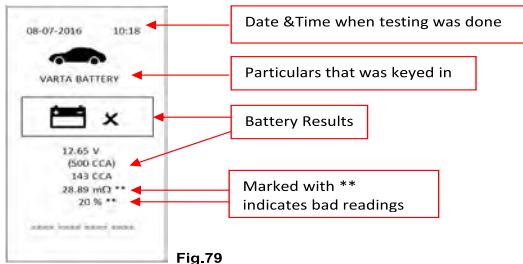 08-07-2016 10:18
Date &Time when testing was done
VARTA BATTERY
Particulars that was keyed in
Battery Results
12.65 V
(500 CCA)
143 CCA
28.89 mΩ **
20 % **
Marked with **
indicates bad readings
Fig.79